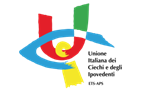 Unione
Italiana dei
Ciechi e degli
Ipovedenti
ETS-APS